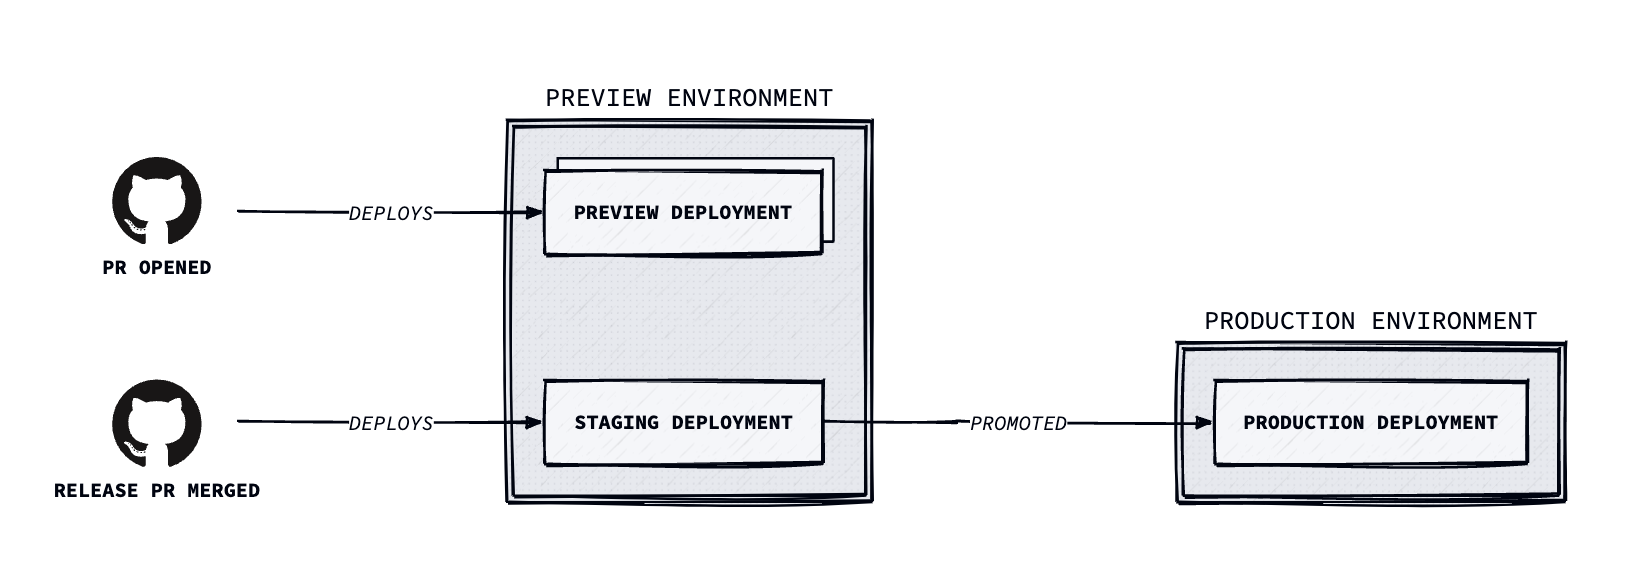 PREVIEW ENVIRONMENT
DEPLOYS
PREVIEW DEPLOYMENT
PR OPENED
PRODUCTION ENVIRONMENT
DEPLOYS
STAGING DEPLOYMENT
PROMOTED
PRODUCTION DEPLOYMENT
RELEASE PR MERGED